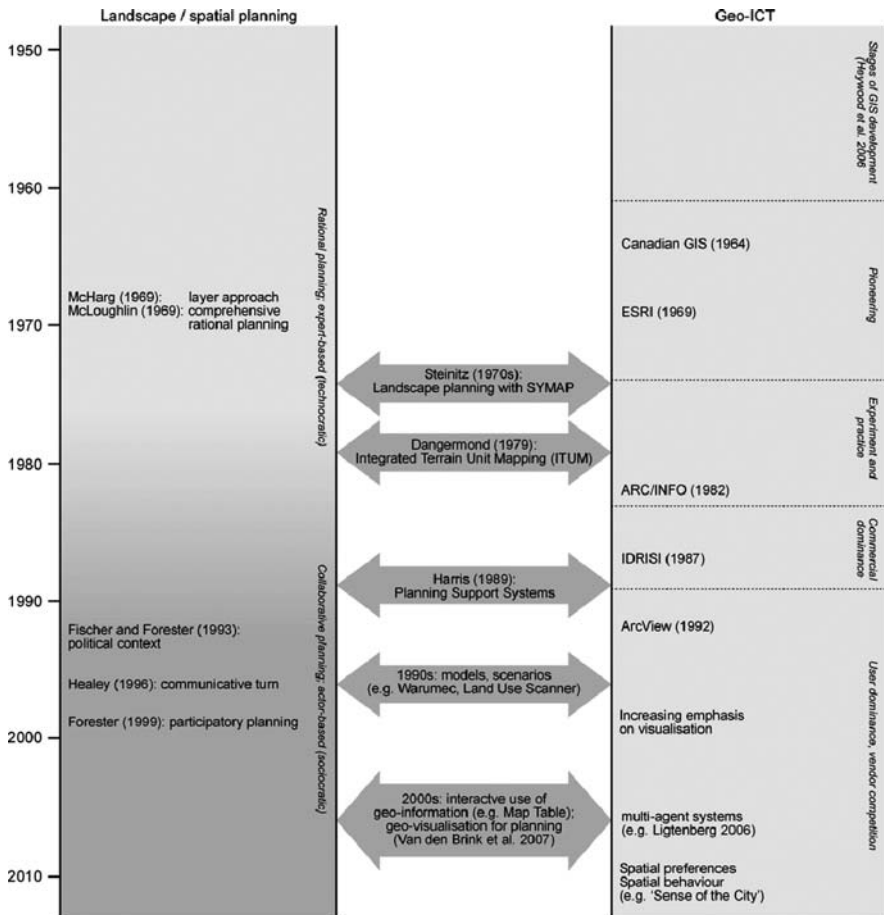 Landscape / spatial planning
Geo-ICT
1950
1960
1970
1980
1990
2000
2010
McHarg (1969): layer approach
McLoughlin (1969): comprehensive
rational planning
Fischer and Forester (1993):
political context
Healey (1996): communicative turn
Forester (1999): participatory planning
Rational planning; expert-based (technocratic)
Collaborative planning; actor-based (sociocratic)
Steinitz (1970s):
Landscape planning with SYMAP
Dangermond (1979):
Integrated Terrain Unit Mapping (ITUM)
Harris (1989):
Planning Support Systems
1990s: models, scenarios
(e.g. Warumec, Land Use Scanner)
2000s: interactve use of
geo-information (e.g. Map Table);
geo-visualisation for planning
(Van den Brink et al. 2007)
Canadian GIS (1964)
ESRI (1969)
ARC/INFO (1982)
IDRISI (1987)
ArcView (1992)
Increasing emphasis
on visualisation
multi-agent systems
(e.g. Ligtenberg 2006)
Spatial preferences
Spatial behaviour
(e.g. 'Sense of the City')
Stages of GIS development
(Heywood et al. 2006)
Pioneering
Experiment and
practice
Commercial
dominance
User dominance, vendor competition